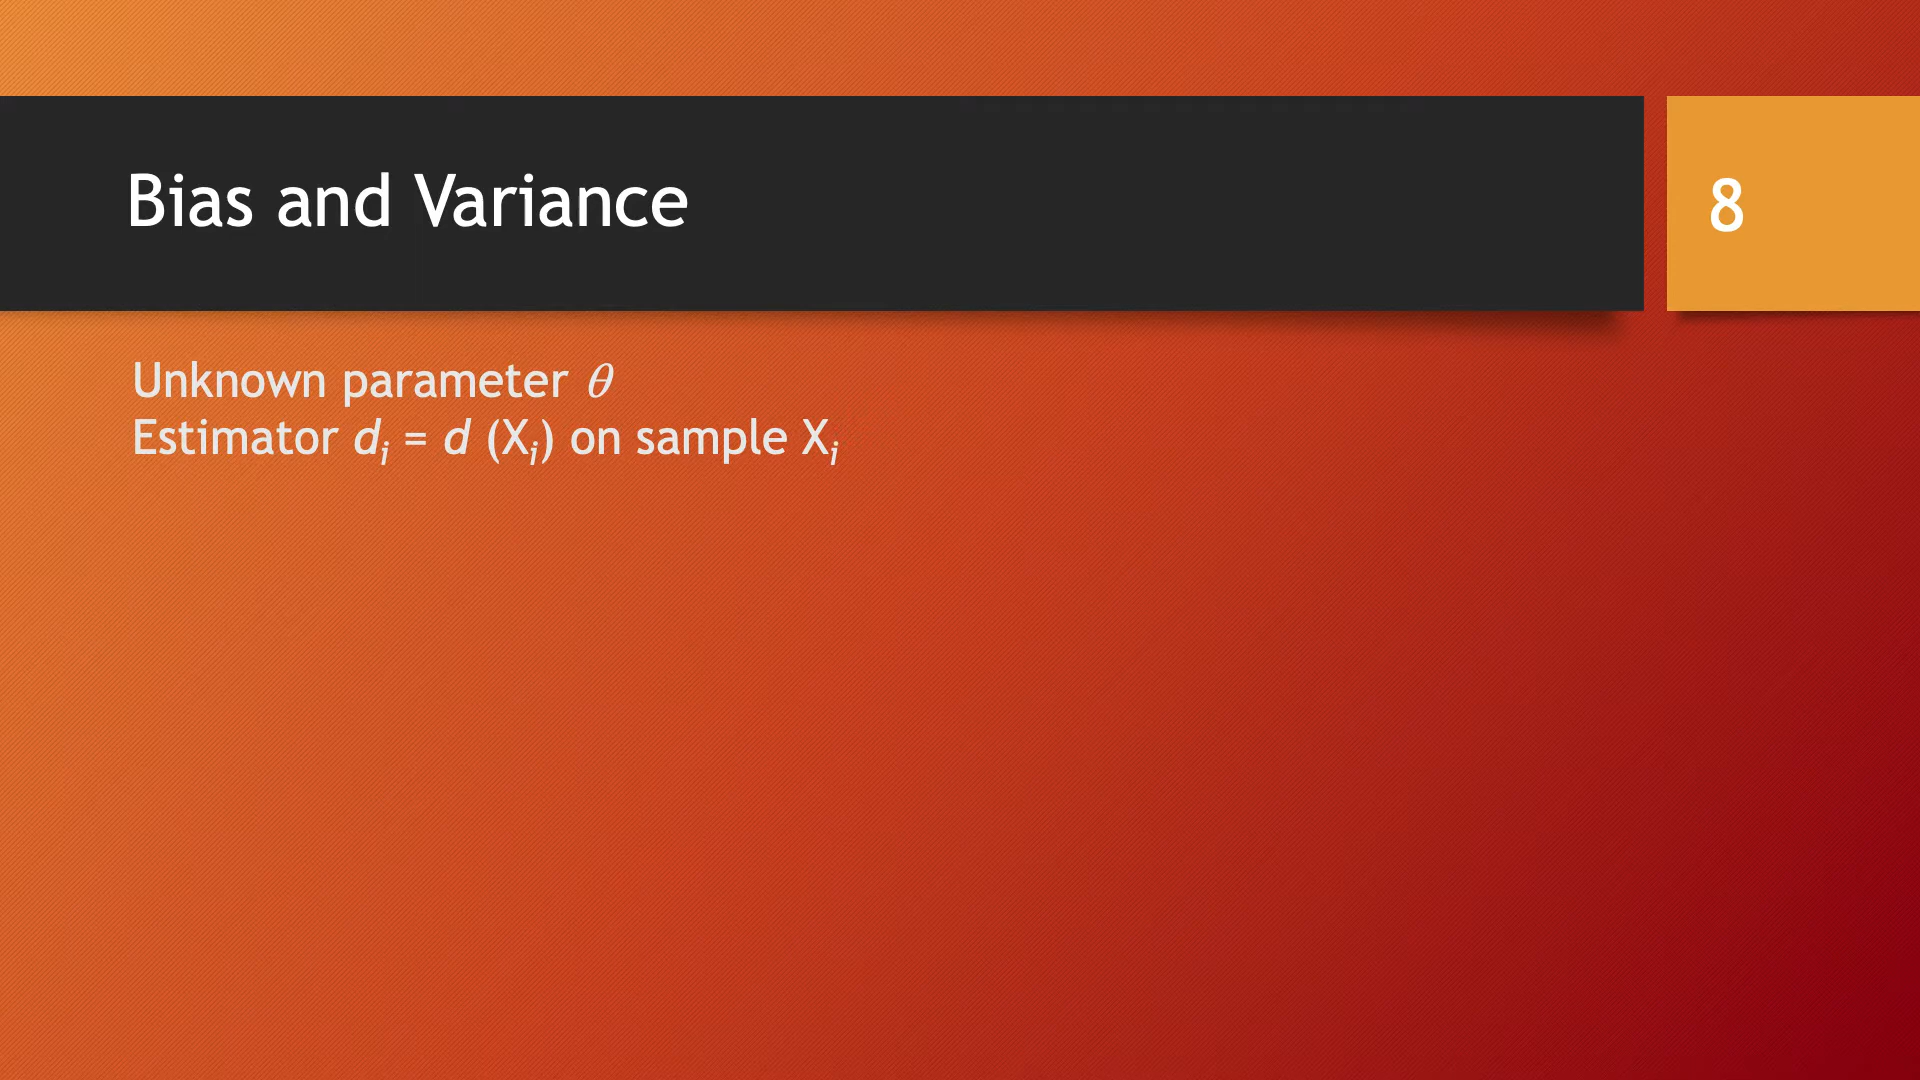 Bias and Variance
8
Unknown parameter θ
Estimator dᵢ = d (Xᵢ) on sample Xᵢ